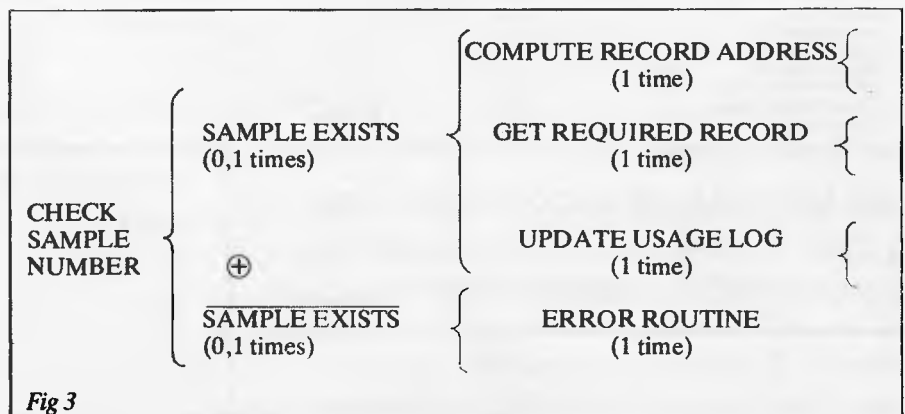 COMPUTE RECORD ADDRESS
(1 time)
SAMPLE EXISTS
(0,1 times)
GET REQUIRED RECORD
(1 time)
CHECK
SAMPLE
NUMBER
UPDATE USAGE LOG
(1 time)
SAMPLE EXISTS
(0,1 times)
ERROR ROUTINE
(1 time)
Fig 3